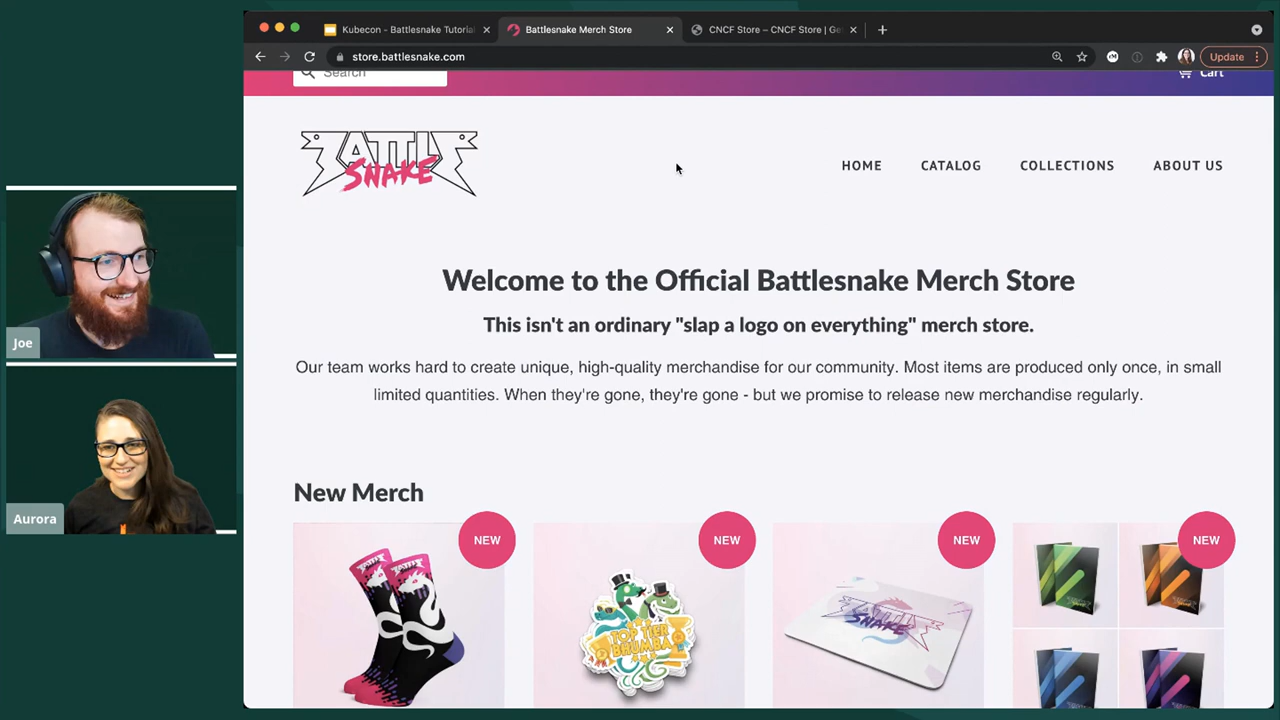 Kubecon - Battlesnake Tutorial
Battlesnake Merch Store
CNCF Store – CNCF Store | Ge
store.battlesnake.com
Update
Search
Cart
BATTLE
SNAKE
HOME
CATALOG
COLLECTIONS
ABOUT US
Welcome to the Official Battlesnake Merch Store
This isn't an ordinary "slap a logo on everything" merch store.
Our team works hard to create unique, high-quality merchandise for our community. Most items are produced only once, in small
limited quantities. When they're gone, they're gone - but we promise to release new merchandise regularly.
New Merch
NEW
NEW
NEW
NEW
TOP TIER
BHUMBA
BATTLE
SNAKE
Joe
Aurora